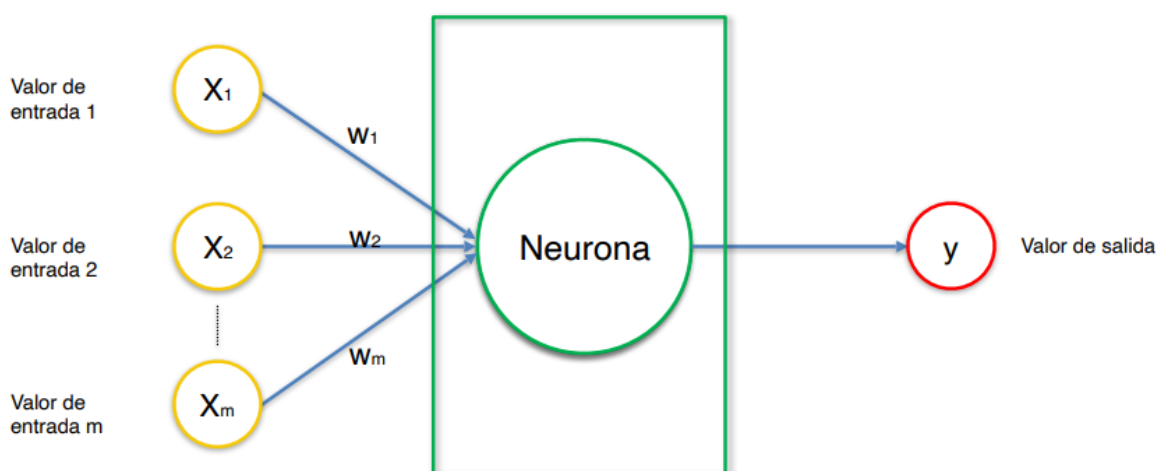 Valor de
entrada 1
X1
w1
Valor de
entrada 2
X2
w2
Neurona
y
Valor de salida
wm
Valor de
entrada m
Xm